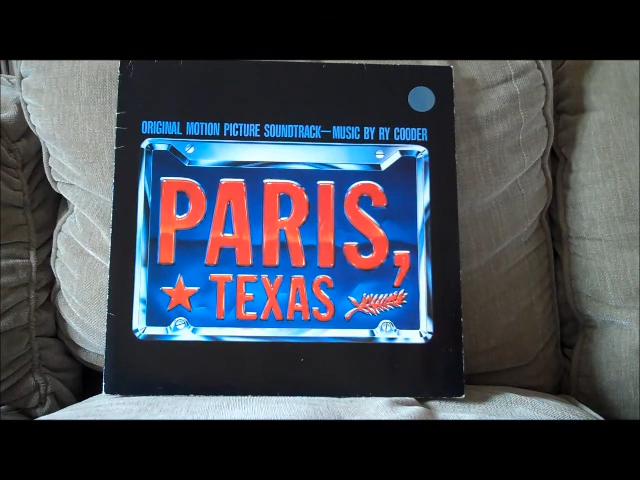 ORIGINAL MOTION PICTURE SOUNDTRACK—MUSIC BY RY COODER
PARIS,
TEXAS